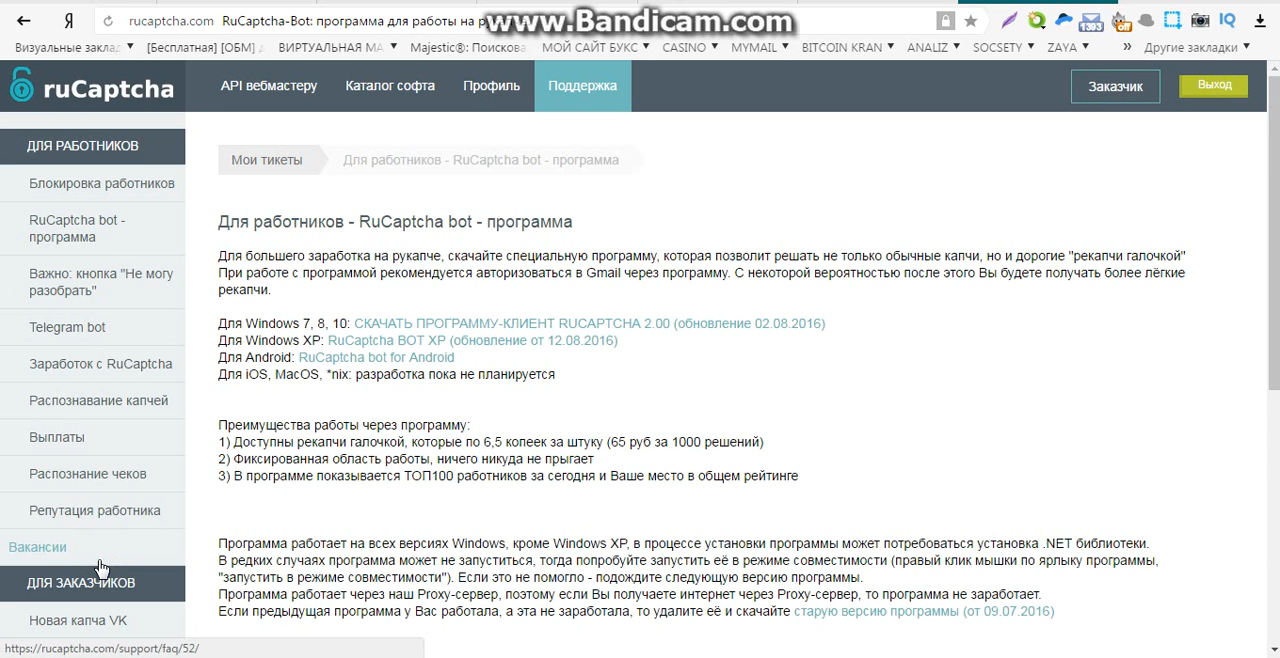 Я
rucaptcha.com RuCaptcha-Bot: программа для работы на
www.Bandicam.com
1393
off
IQ
Визуальные заклад
[Бесплатная] [ОБМ]
ВИРТУАЛЬНАЯ МА
Majestic®: Поискова
МОЙ САЙТ БУКС
CASINO
MYMAIL
BITCOIN KRAN
ANALIZ
SOCSETY
ZAYA
»
Другие закладки
ruCaptcha
API вебмастеру
Каталог софта
Профиль
Поддержка
Заказчик
Выход
ДЛЯ РАБОТНИКОВ
Блокировка работников
RuCaptcha bot -
программа
Важно: кнопка "Не могу
разобрать"
Telegram bot
Заработок с RuCaptcha
Распознавание капчей
Выплаты
Распознание чеков
Репутация работника
Вакансии
ДЛЯ ЗАКАЗЧИКОВ
Новая капча VK
Мои тикеты
Для работников - RuCaptcha bot - программа
Для работников - RuCaptcha bot - программа
Для большего заработка на рукапче, скачайте специальную программу, которая позволит решать не только обычные капчи, но и дорогие "рекапчи галочкой"
При работе с программой рекомендуется авторизоваться в Gmail через программу. С некоторой вероятностью после этого Вы будете получать более лёгкие
рекапчи.
Для Windows 7, 8, 10: СКАЧАТЬ ПРОГРАММУ-КЛИЕНТ RUCAPTCHA 2.00 (обновление 02.08.2016)
Для Windows XP: RuCaptcha BOT XP (обновление от 12.08.2016)
Для Android: RuCaptcha bot for Android
Для iOS, MacOS, *nix: разработка пока не планируется
Преимущества работы через программу:
1) Доступны рекапчи галочкой, которые по 6,5 копеек за штуку (65 руб за 1000 решений)
2) Фиксированная область работы, ничего никуда не прыгает
3) В программе показывается ТОП100 работников за сегодня и Ваше место в общем рейтинге
Программа работает на всех версиях Windows, кроме Windows XP, в процессе установки программы может потребоваться установка .NET библиотеки.
В редких случаях программа может не запуститься, тогда попробуйте запустить её в режиме совместимости (правый клик мышки по ярлыку программы,
"запустить в режиме совместимости"). Если это не помогло - подождите следующую версию программы.
Программа работает через наш Proxy-сервер, поэтому если Вы получаете интернет через Proxy-сервер, то программа не заработает.
Если предыдущая программа у Вас работала, а эта не заработала, то удалите её и скачайте старую версию программы (от 09.07.2016)
https://rucaptcha.com/support/faq/52/